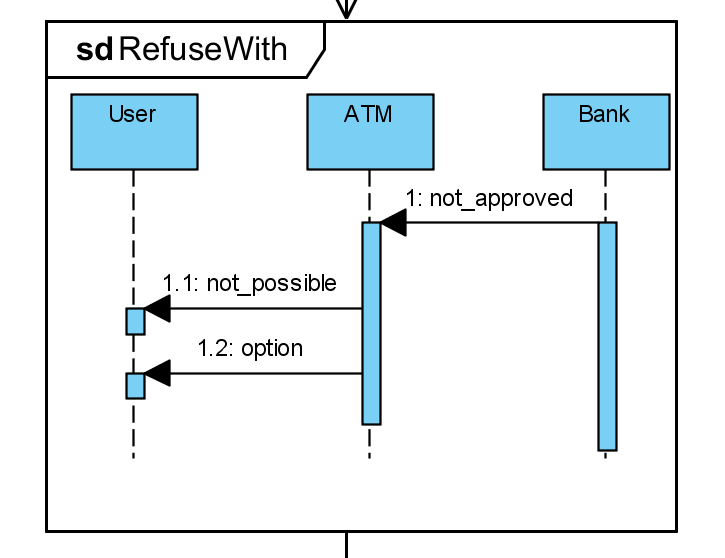 sd RefuseWith
User
ATM
Bank
1: not_approved
1.1: not_possible
1.2: option